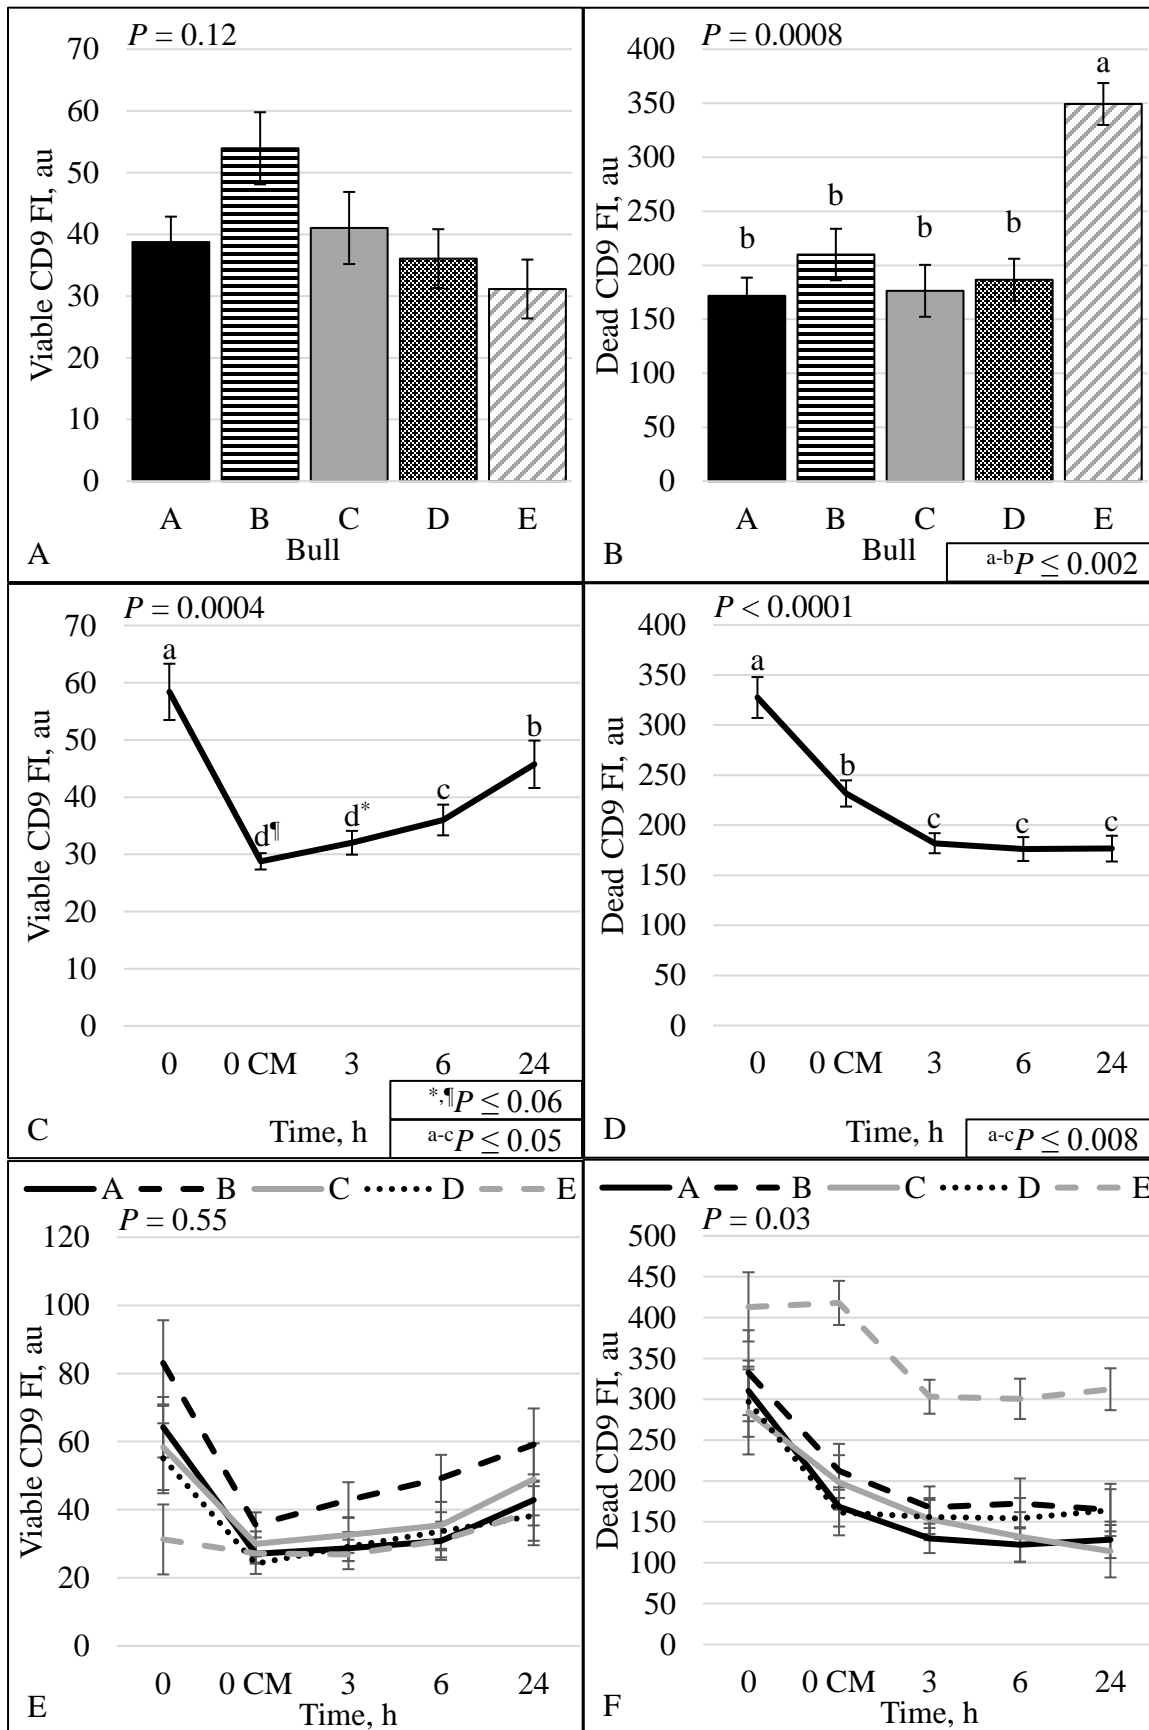 P = 0.12
70
60
50
40
30
20
10
0
Viable CD9 FI, au
A B C D E
Bull
A
P = 0.0008
400
350
300
250
200
150
100
50
0
Dead CD9 FI, au
b b b b a
A B C D E
Bull
B
a-bP ≤ 0.002
P = 0.0004
70
60
50
40
30
20
10
0
Viable CD9 FI, au
a d¶ d* c b
0 0 CM 3 6 24
Time, h
C
*,¶P ≤ 0.06
a-cP ≤ 0.05
P < 0.0001
400
350
300
250
200
150
100
50
0
Dead CD9 FI, au
a b c c c
0 0 CM 3 6 24
Time, h
D
a-cP ≤ 0.008
A B C D E
P = 0.55
120
100
80
60
40
20
0
Viable CD9 FI, au
0 0 CM 3 6 24
Time, h
E
A B C D E
P = 0.03
500
450
400
350
300
250
200
150
100
50
0
Dead CD9 FI, au
0 0 CM 3 6 24
Time, h
F